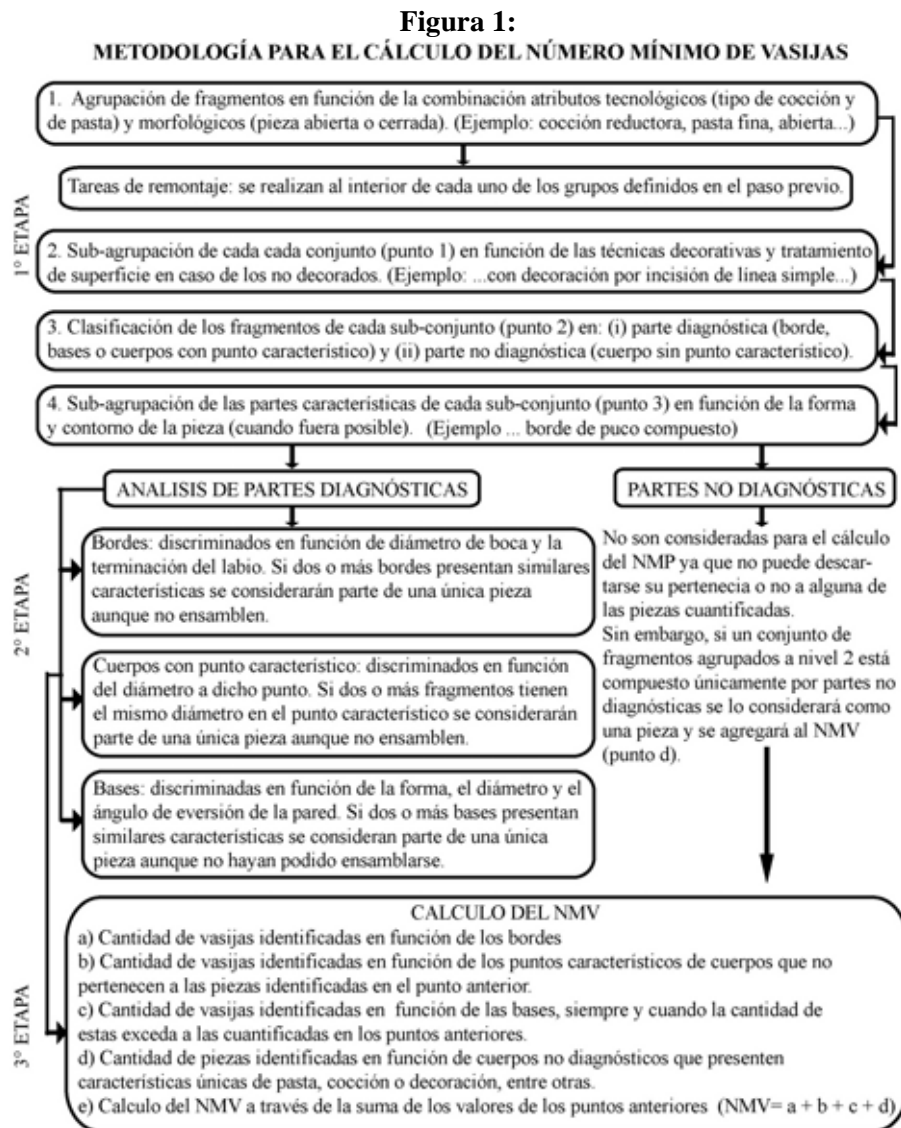 Figura 1:
METODOLOGÍA PARA EL CÁLCULO DEL NÚMERO MÍNIMO DE VASIJAS
1. Agrupación de fragmentos en función de la combinación atributos tecnológicos (tipo de cocción y
de pasta) y morfológicos (pieza abierta o cerrada). (Ejemplo: cocción reductora, pasta fina, abierta...)
Tareas de remontaje: se realizan al interior de cada uno de los grupos definidos en el paso previo.
1° ETAPA
2. Sub-agrupación de cada cada conjunto (punto 1) en función de las técnicas decorativas y tratamiento
de superficie en caso de los no decorados. (Ejemplo: ...con decoración por incisión de línea simple...)
3. Clasificación de los fragmentos de cada sub-conjunto (punto 2) en: (i) parte diagnóstica (borde,
bases o cuerpos con punto característico) y (ii) parte no diagnóstica (cuerpo sin punto característico).
4. Sub-agrupación de las partes características de cada sub-conjunto (punto 3) en función de la forma
y contorno de la pieza (cuando fuera posible). (Ejemplo ... borde de puco compuesto)
ANALISIS DE PARTES DIAGNÓSTICAS
2° ETAPA
Bordes: discriminados en función de diámetro de boca y la
terminación del labio. Si dos o más bordes presentan similares
características se considerarán parte de una única pieza
aunque no ensamblen.
Cuerpos con punto característico: discriminados en función
del diámetro a dicho punto. Si dos o más fragmentos tienen
el mismo diámetro en el punto característico se considerarán
parte de una única pieza aunque no ensamblen.
Bases: discriminadas en función de la forma, el diámetro y el
ángulo de eversión de la pared. Si dos o más bases presentan
similares características se consideran parte de una única
pieza aunque no hayan podido ensamblarse.
PARTES NO DIAGNÓSTICAS
No son consideradas para el cálculo
del NMP ya que no puede descar-
tarse su pertenecia o no a alguna de
las piezas cuantificadas.
Sin embargo, si un conjunto de
fragmentos agrupados a nivel 2 está
compuesto únicamente por partes no
diagnósticas se lo considerará como
una pieza y se agregará al NMV
(punto d).
3° ETAPA
CALCULO DEL NMV
a) Cantidad de vasijas identificadas en función de los bordes
b) Cantidad de vasijas identificadas en función de los puntos característicos de cuerpos que no
pertenecen a las piezas identificadas en el punto anterior.
c) Cantidad de vasijas identificadas en función de las bases, siempre y cuando la cantidad de
estas exceda a las cuantificadas en los puntos anteriores.
d) Cantidad de piezas identificadas en función de cuerpos no diagnósticos que presenten
características únicas de pasta, cocción o decoración, entre otras.
e) Calculo del NMV a través de la suma de los valores de los puntos anteriores (NMV= a + b + c + d)